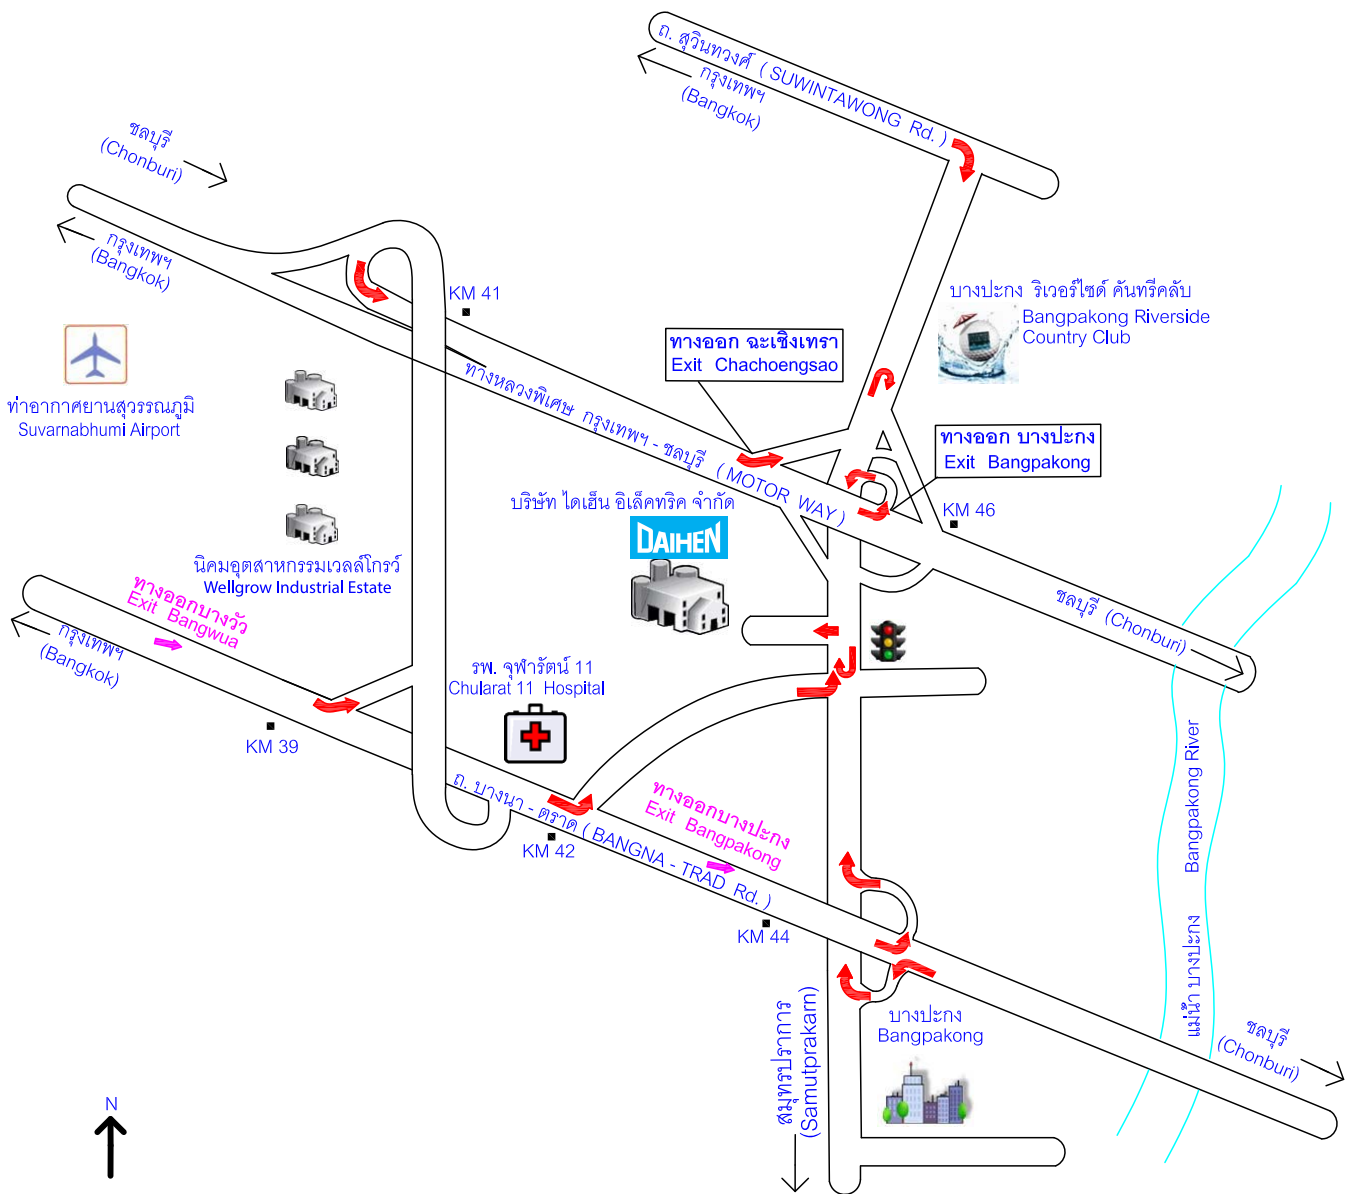 ถ. สุวินทวงศ์ ( SUWINTAWONG Rd. )
กรุงเทพฯ
(Bangkok)
ชลบุรี
(Chonburi)
กรุงเทพฯ
(Bangkok)
KM 41
บางปะกง ริเวอร์ไซด์ คันทรีคลับ
Bangpakong Riverside
Country Club
ทางออก ฉะเชิงเทรา
Exit Chachoengsao
ท่าอากาศยานสุวรรณภูมิ
Suvarnabhumi Airport
ทางหลวงพิเศษ กรุงเทพฯ - ชลบุรี ( MOTOR WAY )
ทางออก บางปะกง
Exit Bangpakong
KM 46
บริษัท ไดเฮ็น อิเล็คทริค จำกัด
DAIHEN
นิคมอุตสาหกรรมเวลล์โกรว์
Wellgrow Industrial Estate
ทางออกบางวัว
Exit Bangwua
กรุงเทพฯ
(Bangkok)
ชลบุรี (Chonburi)
รพ. จุฬารัตน์ 11
Chularat 11 Hospital
KM 39
ถ. บางนา - ตราด ( BANGNA - TRAD Rd. )
ทางออกบางปะกง
Exit Bangpakong
KM 42
KM 44
แม่น้ำ บางปะกง Bangpakong River
สมุทรปราการ
(Samutprakarn)
บางปะกง
Bangpakong
ชลบุรี
(Chonburi)
N